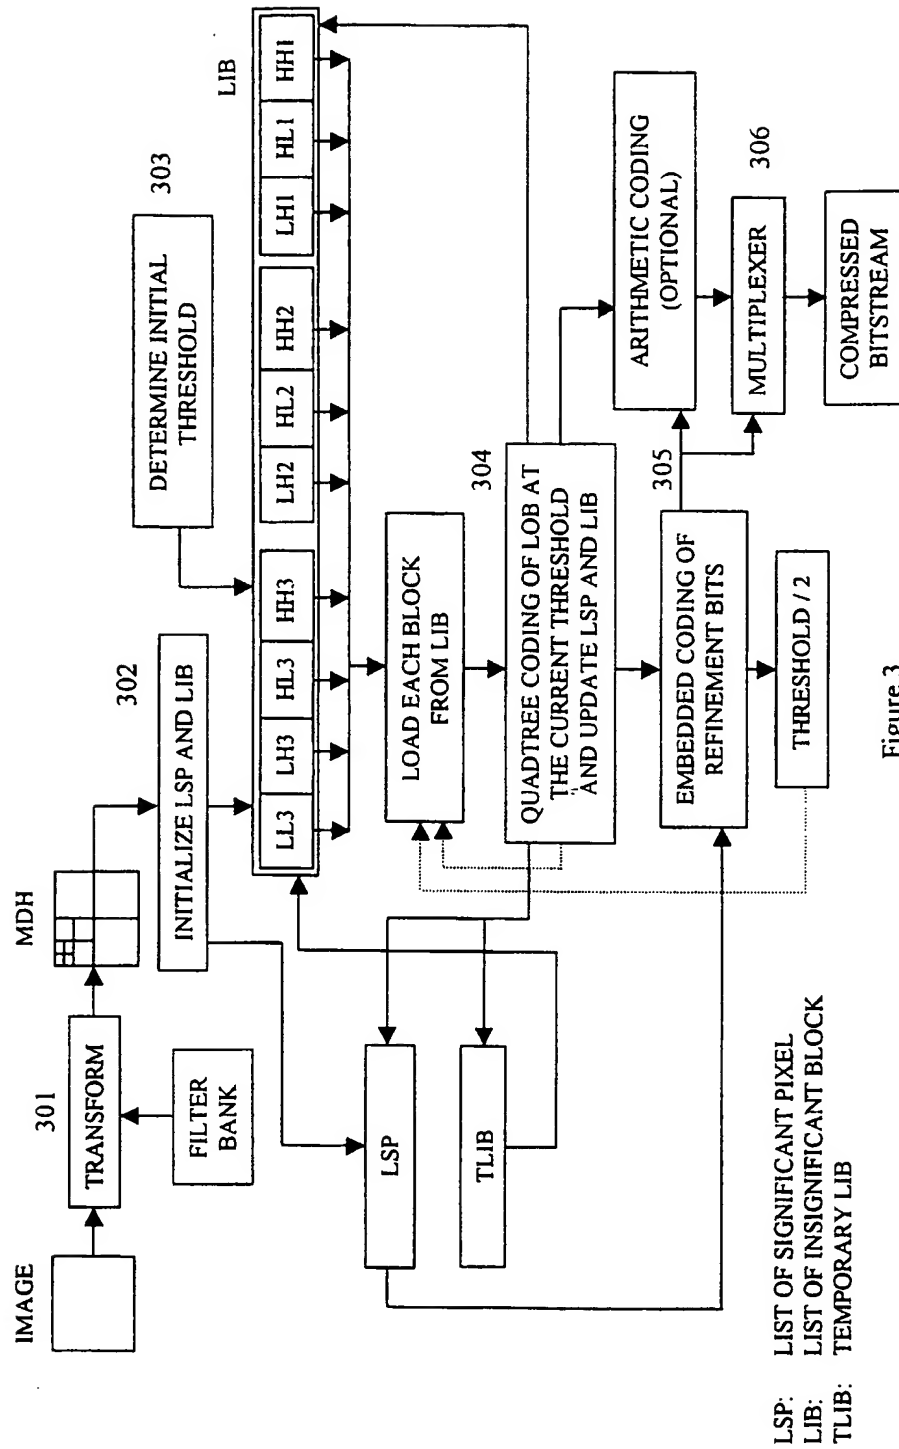 IMAGE
301
TRANSFORM
FILTER
BANK
MDH
302
INITIALIZE LSP AND LIB
303
DETERMINE INITIAL
THRESHOLD
LIB
LL3
LH3
HL3
HH3
LH2
HL2
HH2
LH1
HL1
HH1
LOAD EACH BLOCK
FROM LIB
LSP
TLIB
304
QUADTREE CODING OF LOB AT
THE CURRENT THRESHOLD
AND UPDATE LSP AND LIB
305
EMBEDDED CODING OF
REFINEMENT BITS
THRESHOLD / 2
ARITHMETIC CODING
(OPTIONAL)
306
MULTIPLEXER
COMPRESSED
BITSTREAM
LSP: LIST OF SIGNIFICANT PIXEL
LIB: LIST OF INSIGNIFICANT BLOCK
TLIB: TEMPORARY LIB
Figure 3